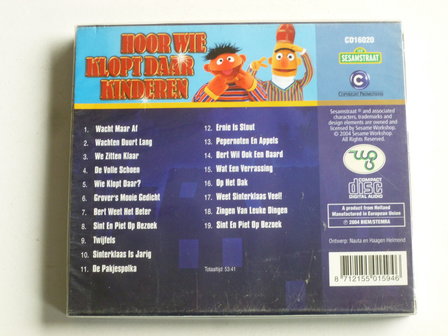 HOOR WIE
KLOPT DAAR
KINDEREN
CD16020
SESAMSTRAAT
COPYRIGHT PROMOTIONS
Sesamstraat ® and associated
characters, trademarks and
design elements are owned and
licensed by Sesame Workshop.
© 2004 Sesame Workshop.
All Rights Reserved.
1. Wacht Maar Af
2. Wachten Duurt Lang
3. We Zitten Klaar
4. De Volle Schoen
5. Wie Klopt Daar?
6. Grover's Mooie Gedicht
7. Bert Weet Het Beter
8. Sint En Piet Op Bezoek
9. Twijfels
10. Sinterklaas Is Jarig
11. De Pakjespolka
12. Ernie Is Stout
13. Pepernoten En Appels
14. Bert Wil Ook Een Baard
15. Wat Een Verrassing
16. Op Het Dak
17. Weet Sinterklaas Veel!
18. Zingen Van Leuke Dingen
19. Sint En Piet Op Bezoek
Totaaltijd: 53:41
COMPACT
disc
DIGITAL AUDIO
A product from Holland
Manufactured in European Union
℗ 2004 BIEM/STEMRA
Ontwerp: Nauta en Haagen Helmond
8 712155 015946